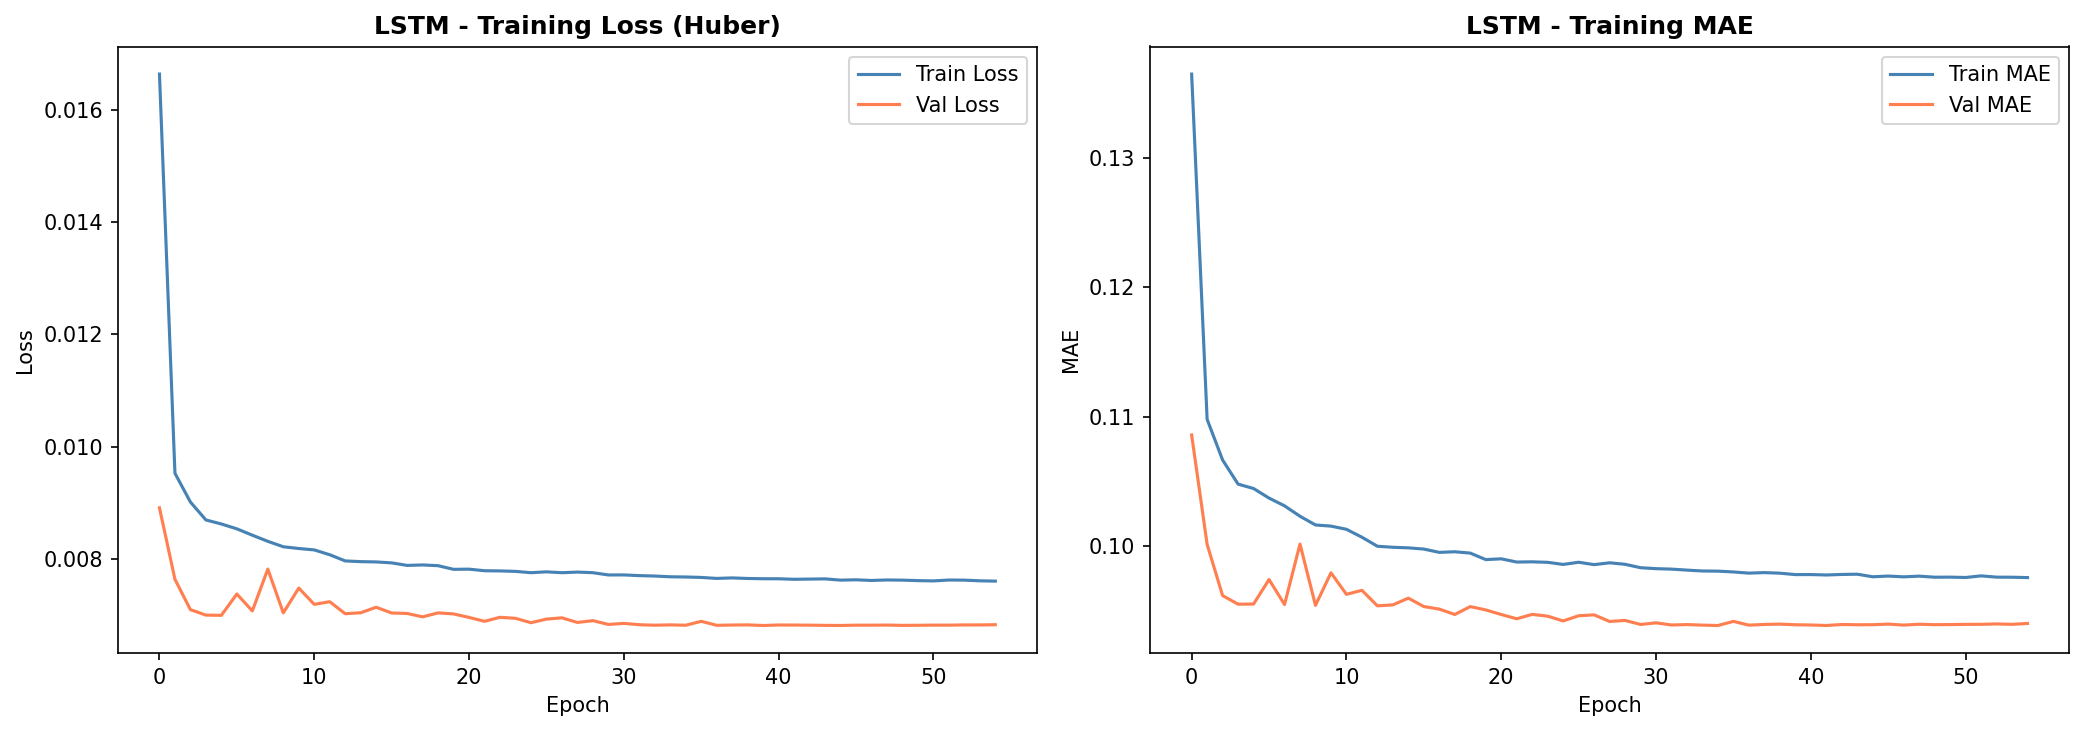 LSTM - Training Loss (Huber)
Train Loss
Val Loss
0.016
0.014
0.012
0.010
0.008
Loss
0
10
20
30
40
50
Epoch
LSTM - Training MAE
Train MAE
Val MAE
0.13
0.12
0.11
0.10
MAE
0
10
20
30
40
50
Epoch